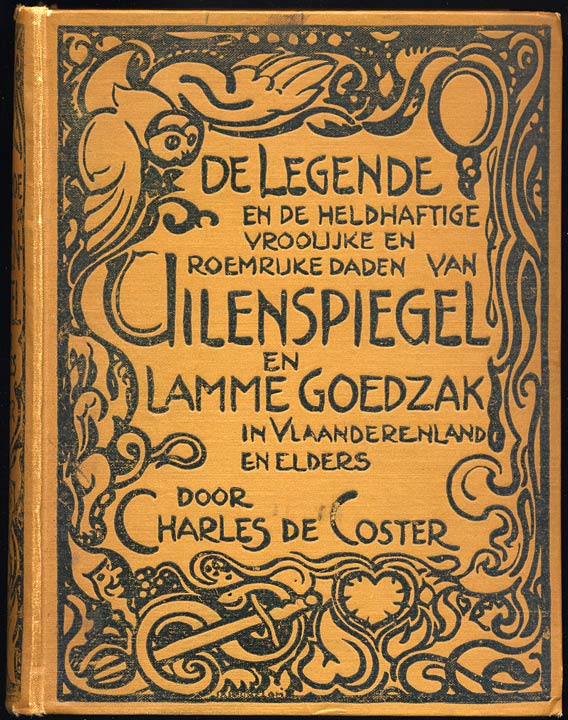 DE LEGENDE
EN DE HELDHAFTIGE
VROOLIJKE EN
ROEMRIJKE DADEN VAN
UILENSPIEGEL
EN
LAMME GOEDZAK
IN VLAANDERENLAND
EN ELDERS
DOOR
CHARLES DE COSTER